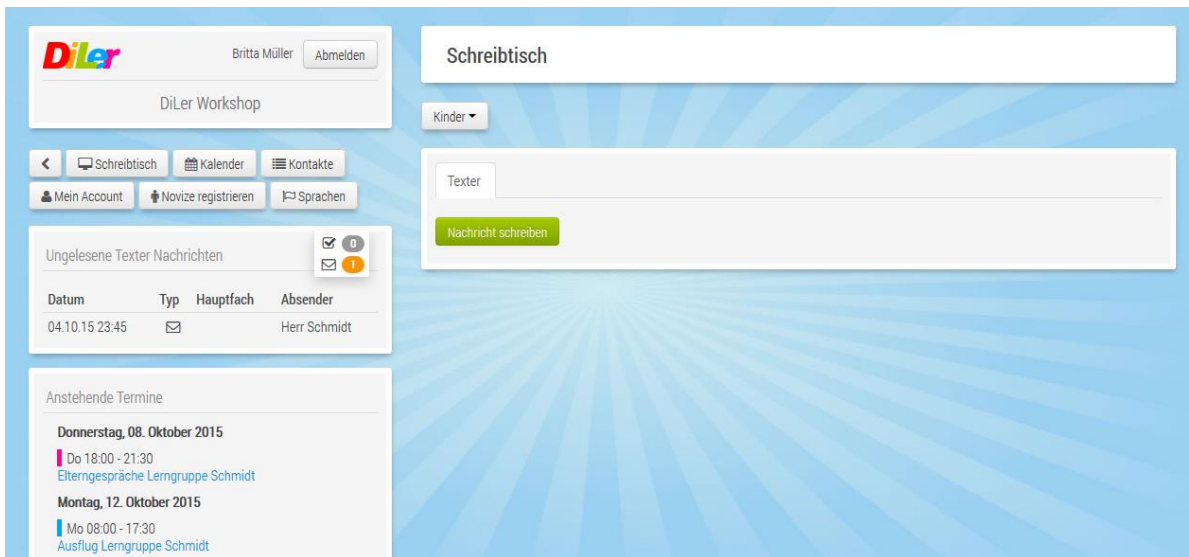 DiLer
Britta Müller
Abmelden
DiLer Workshop
Schreibtisch
Kalender
Kontakte
Mein Account
Novize registrieren
Sprachen
Ungelesene Texter Nachrichten
0
1
Datum Typ Hauptfach Absender
04.10.15 23:45 Herr Schmidt
Anstehende Termine
Donnerstag, 08. Oktober 2015
Do 18:00 - 21:30
Elterngespräche Lerngruppe Schmidt
Montag, 12. Oktober 2015
Mo 08:00 - 17:30
Ausflug Lerngruppe Schmidt
Schreibtisch
Kinder
Texter
Nachricht schreiben